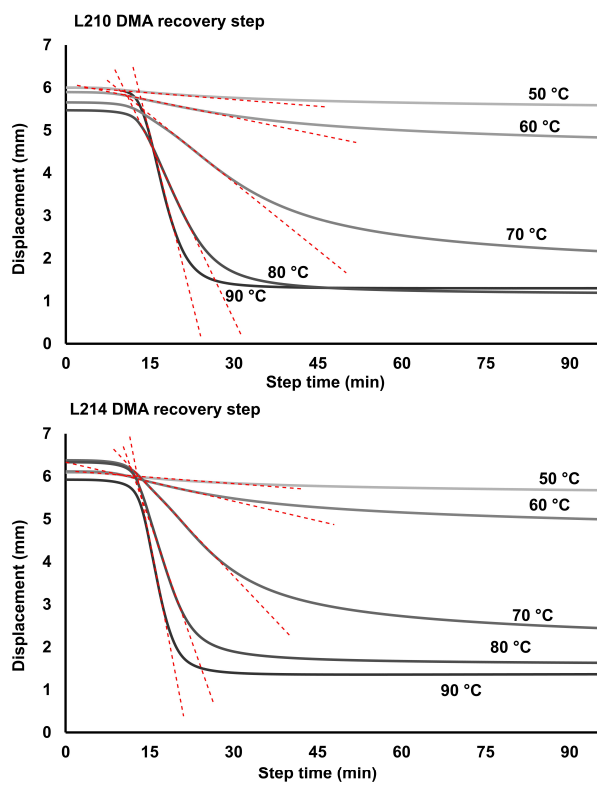 L210 DMA recovery step
7
6
5
4
3
2
1
0
Displacement (mm)
50 °C
60 °C
70 °C
80 °C
90 °C
0 15 30 45 60 75 90
Step time (min)
L214 DMA recovery step
7
6
5
4
3
2
1
0
Displacement (mm)
50 °C
60 °C
70 °C
80 °C
90 °C
0 15 30 45 60 75 90
Step time (min)